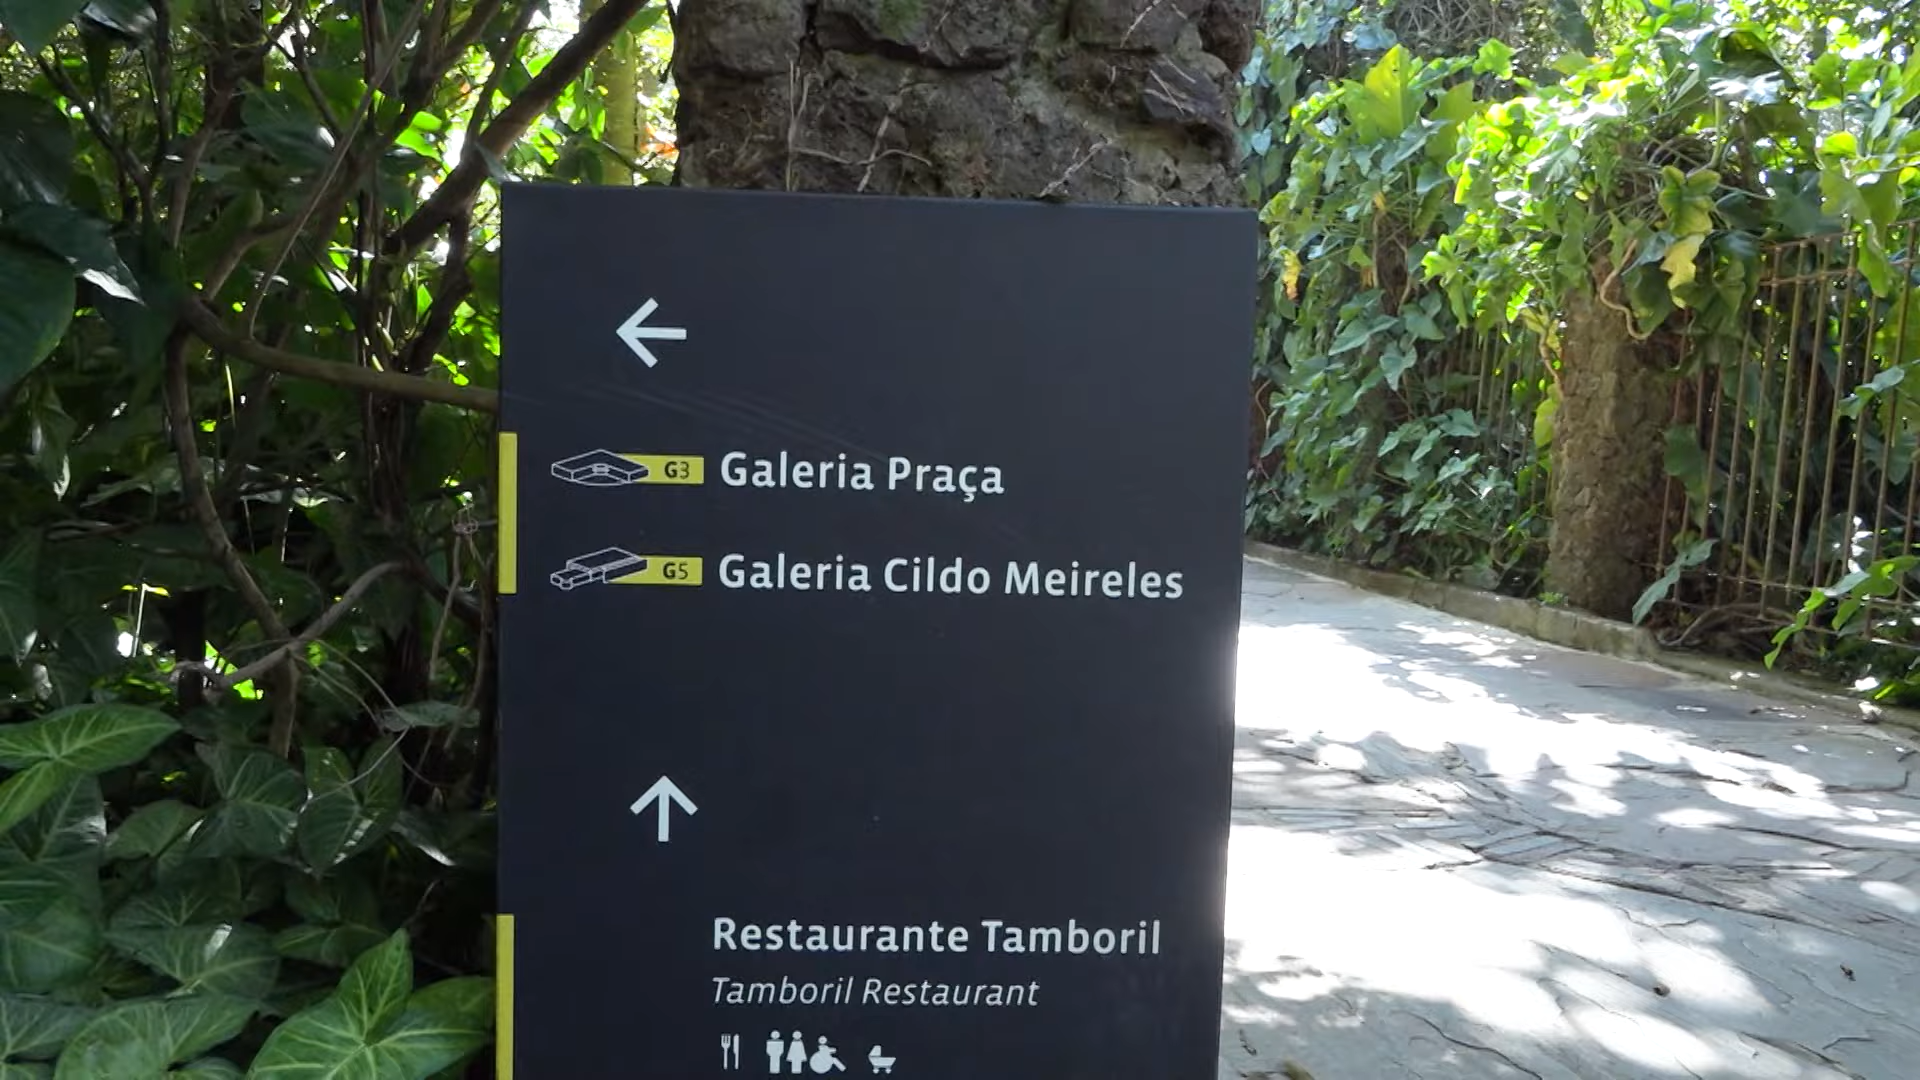 G3 Galeria Praça
G5 Galeria Cildo Meireles
Restaurante Tamboril
Tamboril Restaurant